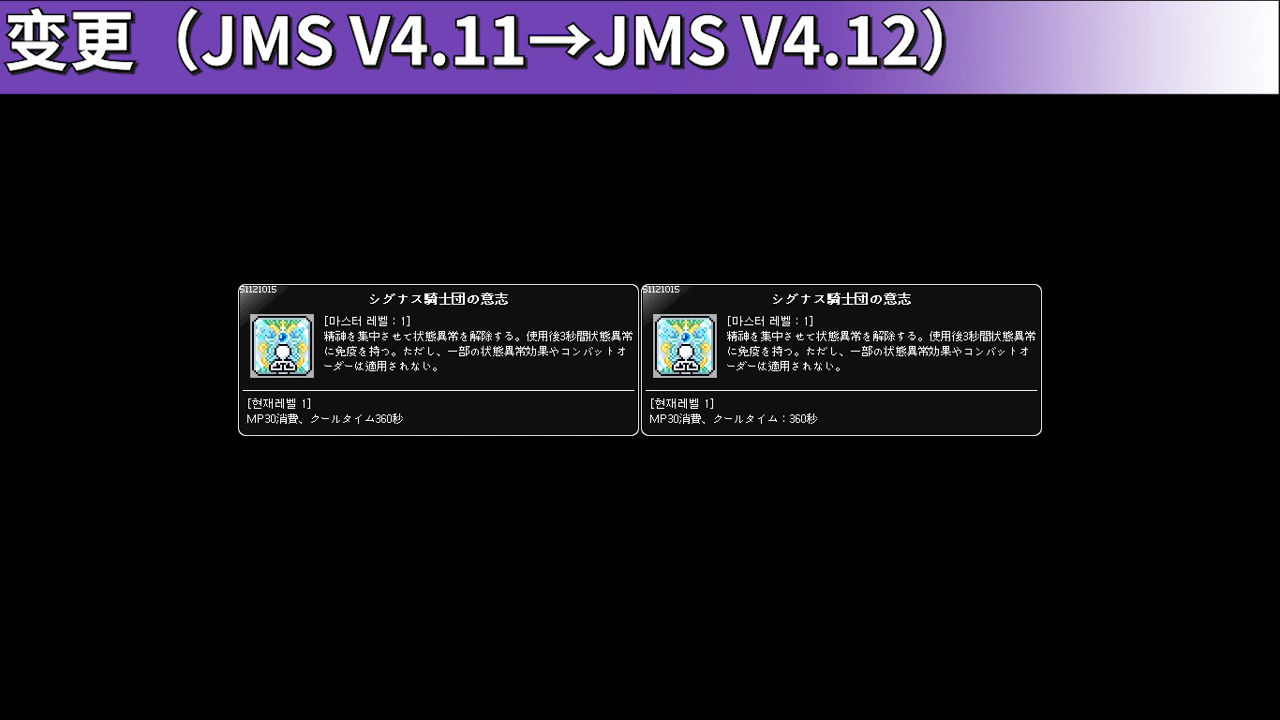 变更（JMS V4.11→JMS V4.12）
51121015
シグナス騎士団の意志
[마스터 레벨 : 1]
精神を集中させて状態異常を解除する。使用後3秒間状態異常
に免疫を持つ。ただし、一部の状態異常効果やコンバットオ
ーダーは適用されない。
[현재레벨 1]
MP30消費、クールタイム360秒
51121015
シグナス騎士団の意志
[마스터 레벨 : 1]
精神を集中させて状態異常を解除する。使用後3秒間状態異常
に免疫を持つ。ただし、一部の状態異常効果やコンバットオ
ーダーは適用されない。
[현재레벨 1]
MP30消費、クールタイム：360秒